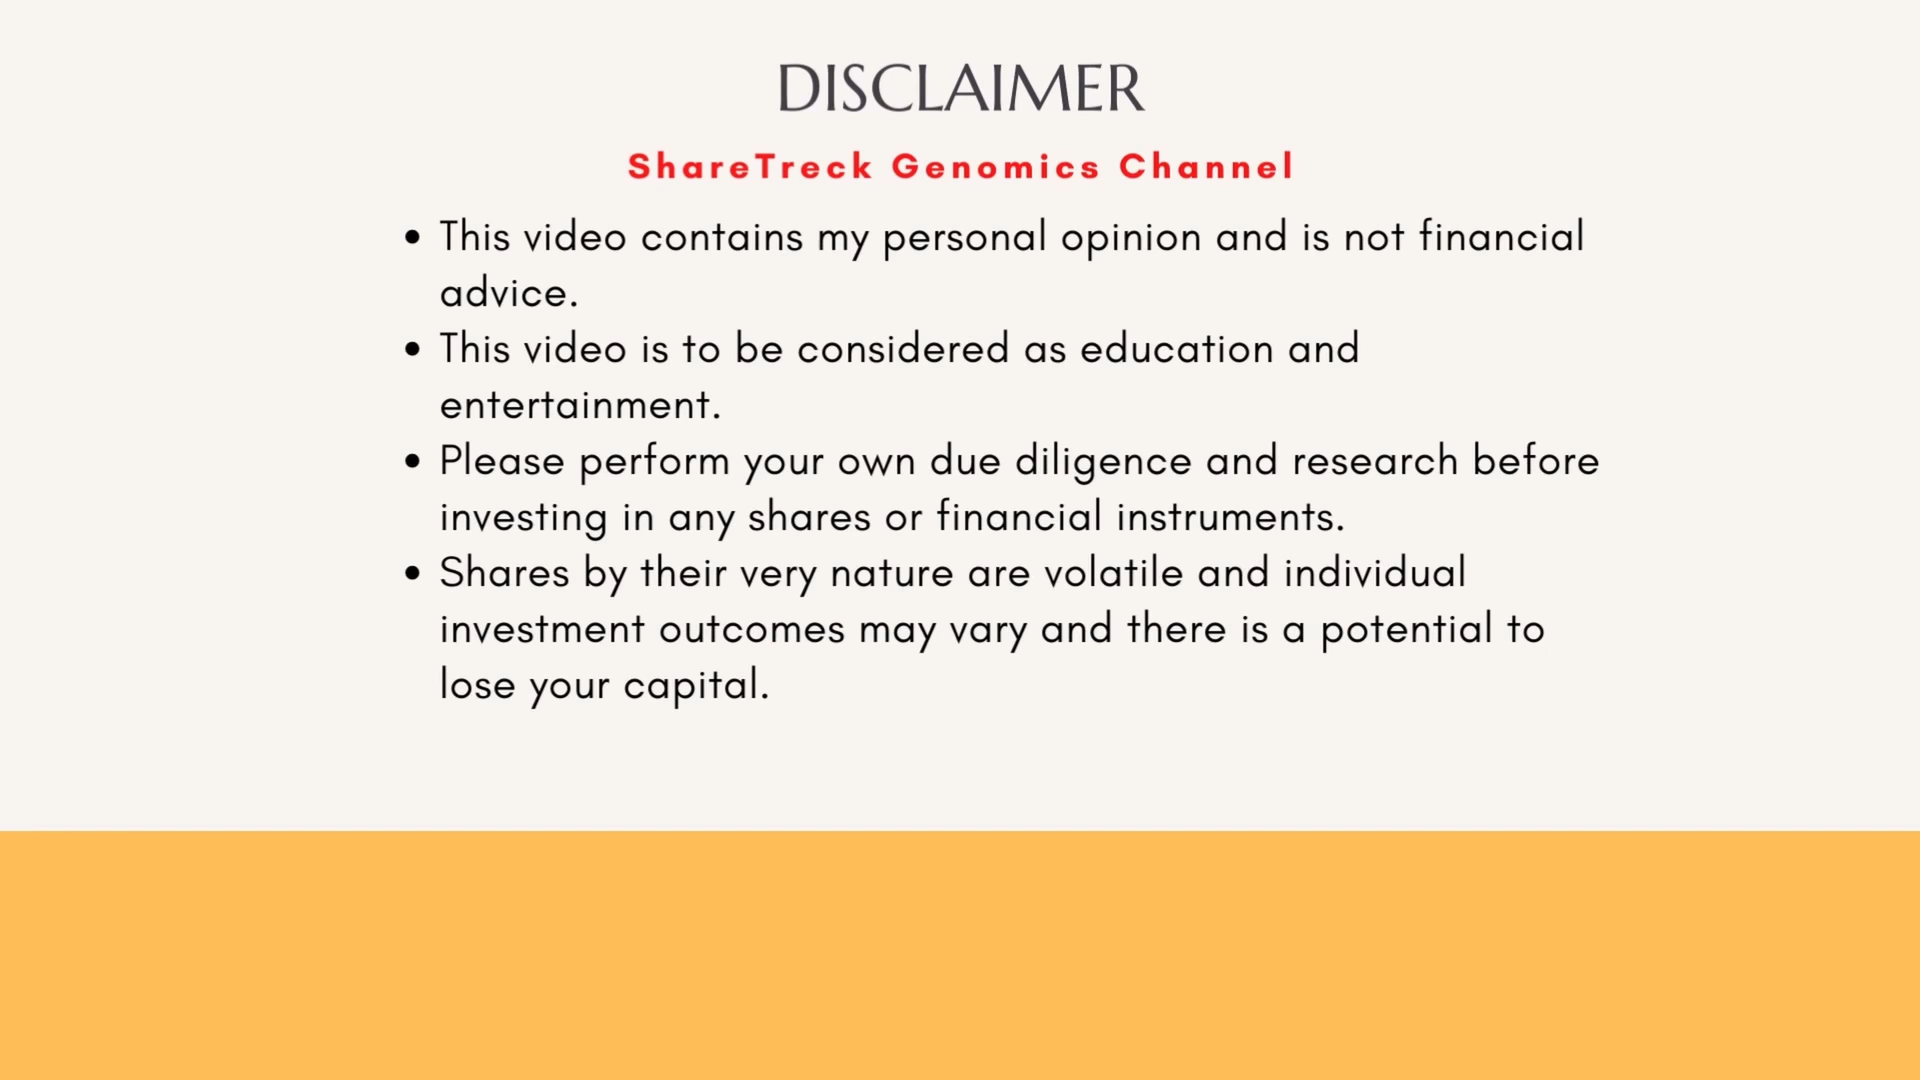 DISCLAIMER
ShareTreck Genomics Channel
• This video contains my personal opinion and is not financial
advice.
• This video is to be considered as education and
entertainment.
• Please perform your own due diligence and research before
investing in any shares or financial instruments.
• Shares by their very nature are volatile and individual
investment outcomes may vary and there is a potential to
lose your capital.